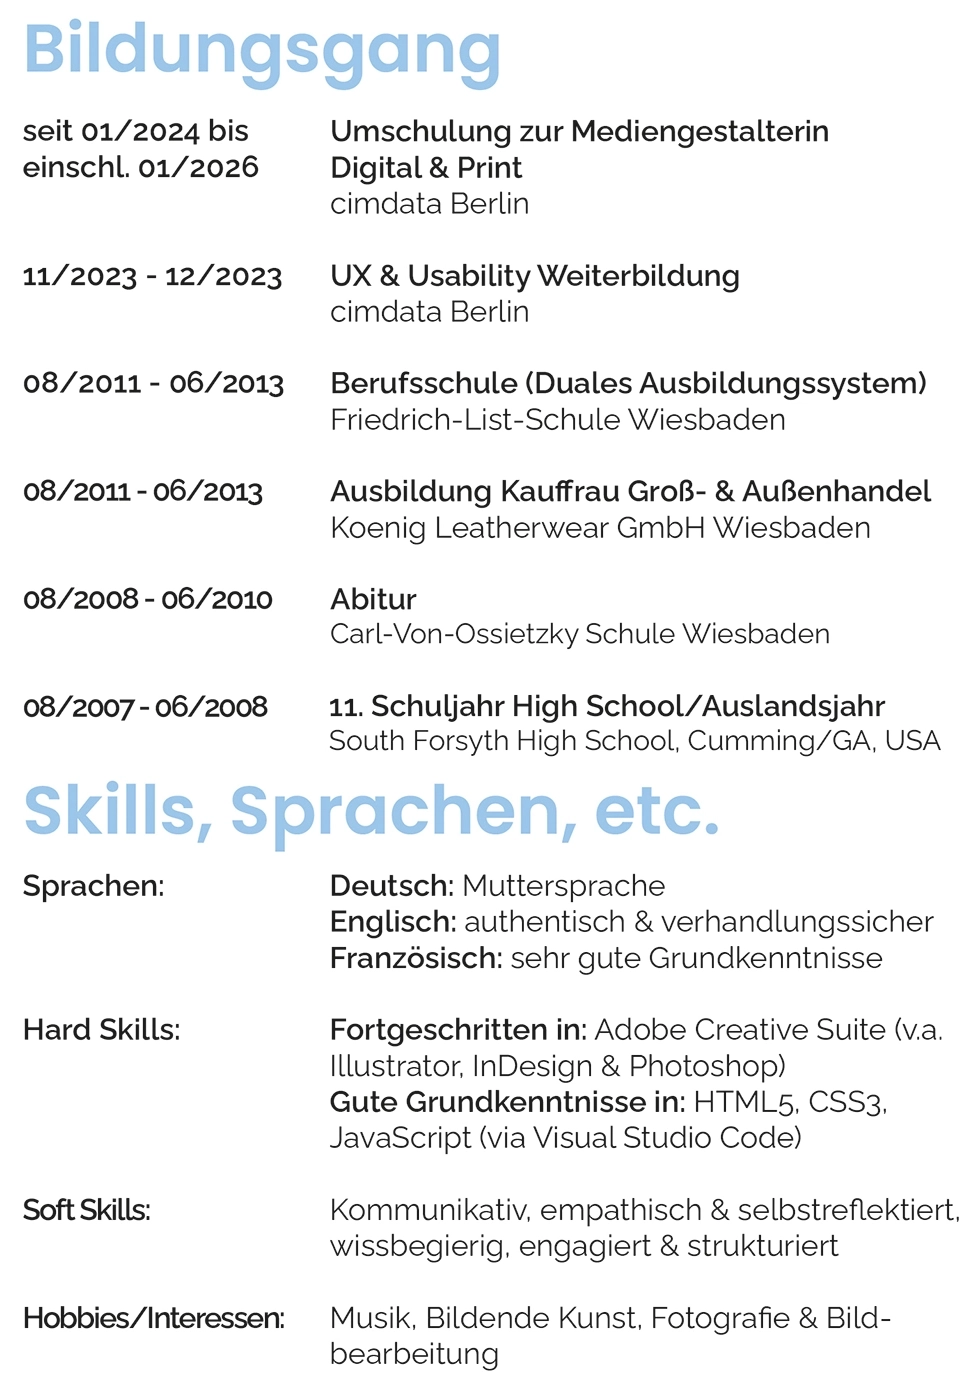 Bildungsgang
seit 01/2024 bis
einschl. 01/2026
Umschulung zur Mediengestalterin
Digital & Print
cimdata Berlin
11/2023 - 12/2023
UX & Usability Weiterbildung
cimdata Berlin
08/2011 - 06/2013
Berufsschule (Duales Ausbildungssystem)
Friedrich-List-Schule Wiesbaden
08/2011 - 06/2013
Ausbildung Kauffrau Groß- & Außenhandel
Koenig Leatherwear GmbH Wiesbaden
08/2008 - 06/2010
Abitur
Carl-Von-Ossietzky Schule Wiesbaden
08/2007 - 06/2008
11. Schuljahr High School/Auslandsjahr
South Forsyth High School, Cumming/GA, USA
Skills, Sprachen, etc.
Sprachen:
Deutsch: Muttersprache
Englisch: authentisch & verhandlungssicher
Französisch: sehr gute Grundkenntnisse
Hard Skills:
Fortgeschritten in: Adobe Creative Suite (v.a.
Illustrator, InDesign & Photoshop)
Gute Grundkenntnisse in: HTML5, CSS3,
JavaScript (via Visual Studio Code)
Soft Skills:
Kommunikativ, empathisch & selbstreflektiert,
wissbegierig, engagiert & strukturiert
Hobbies/Interessen:
Musik, Bildende Kunst, Fotografie & Bild-
bearbeitung